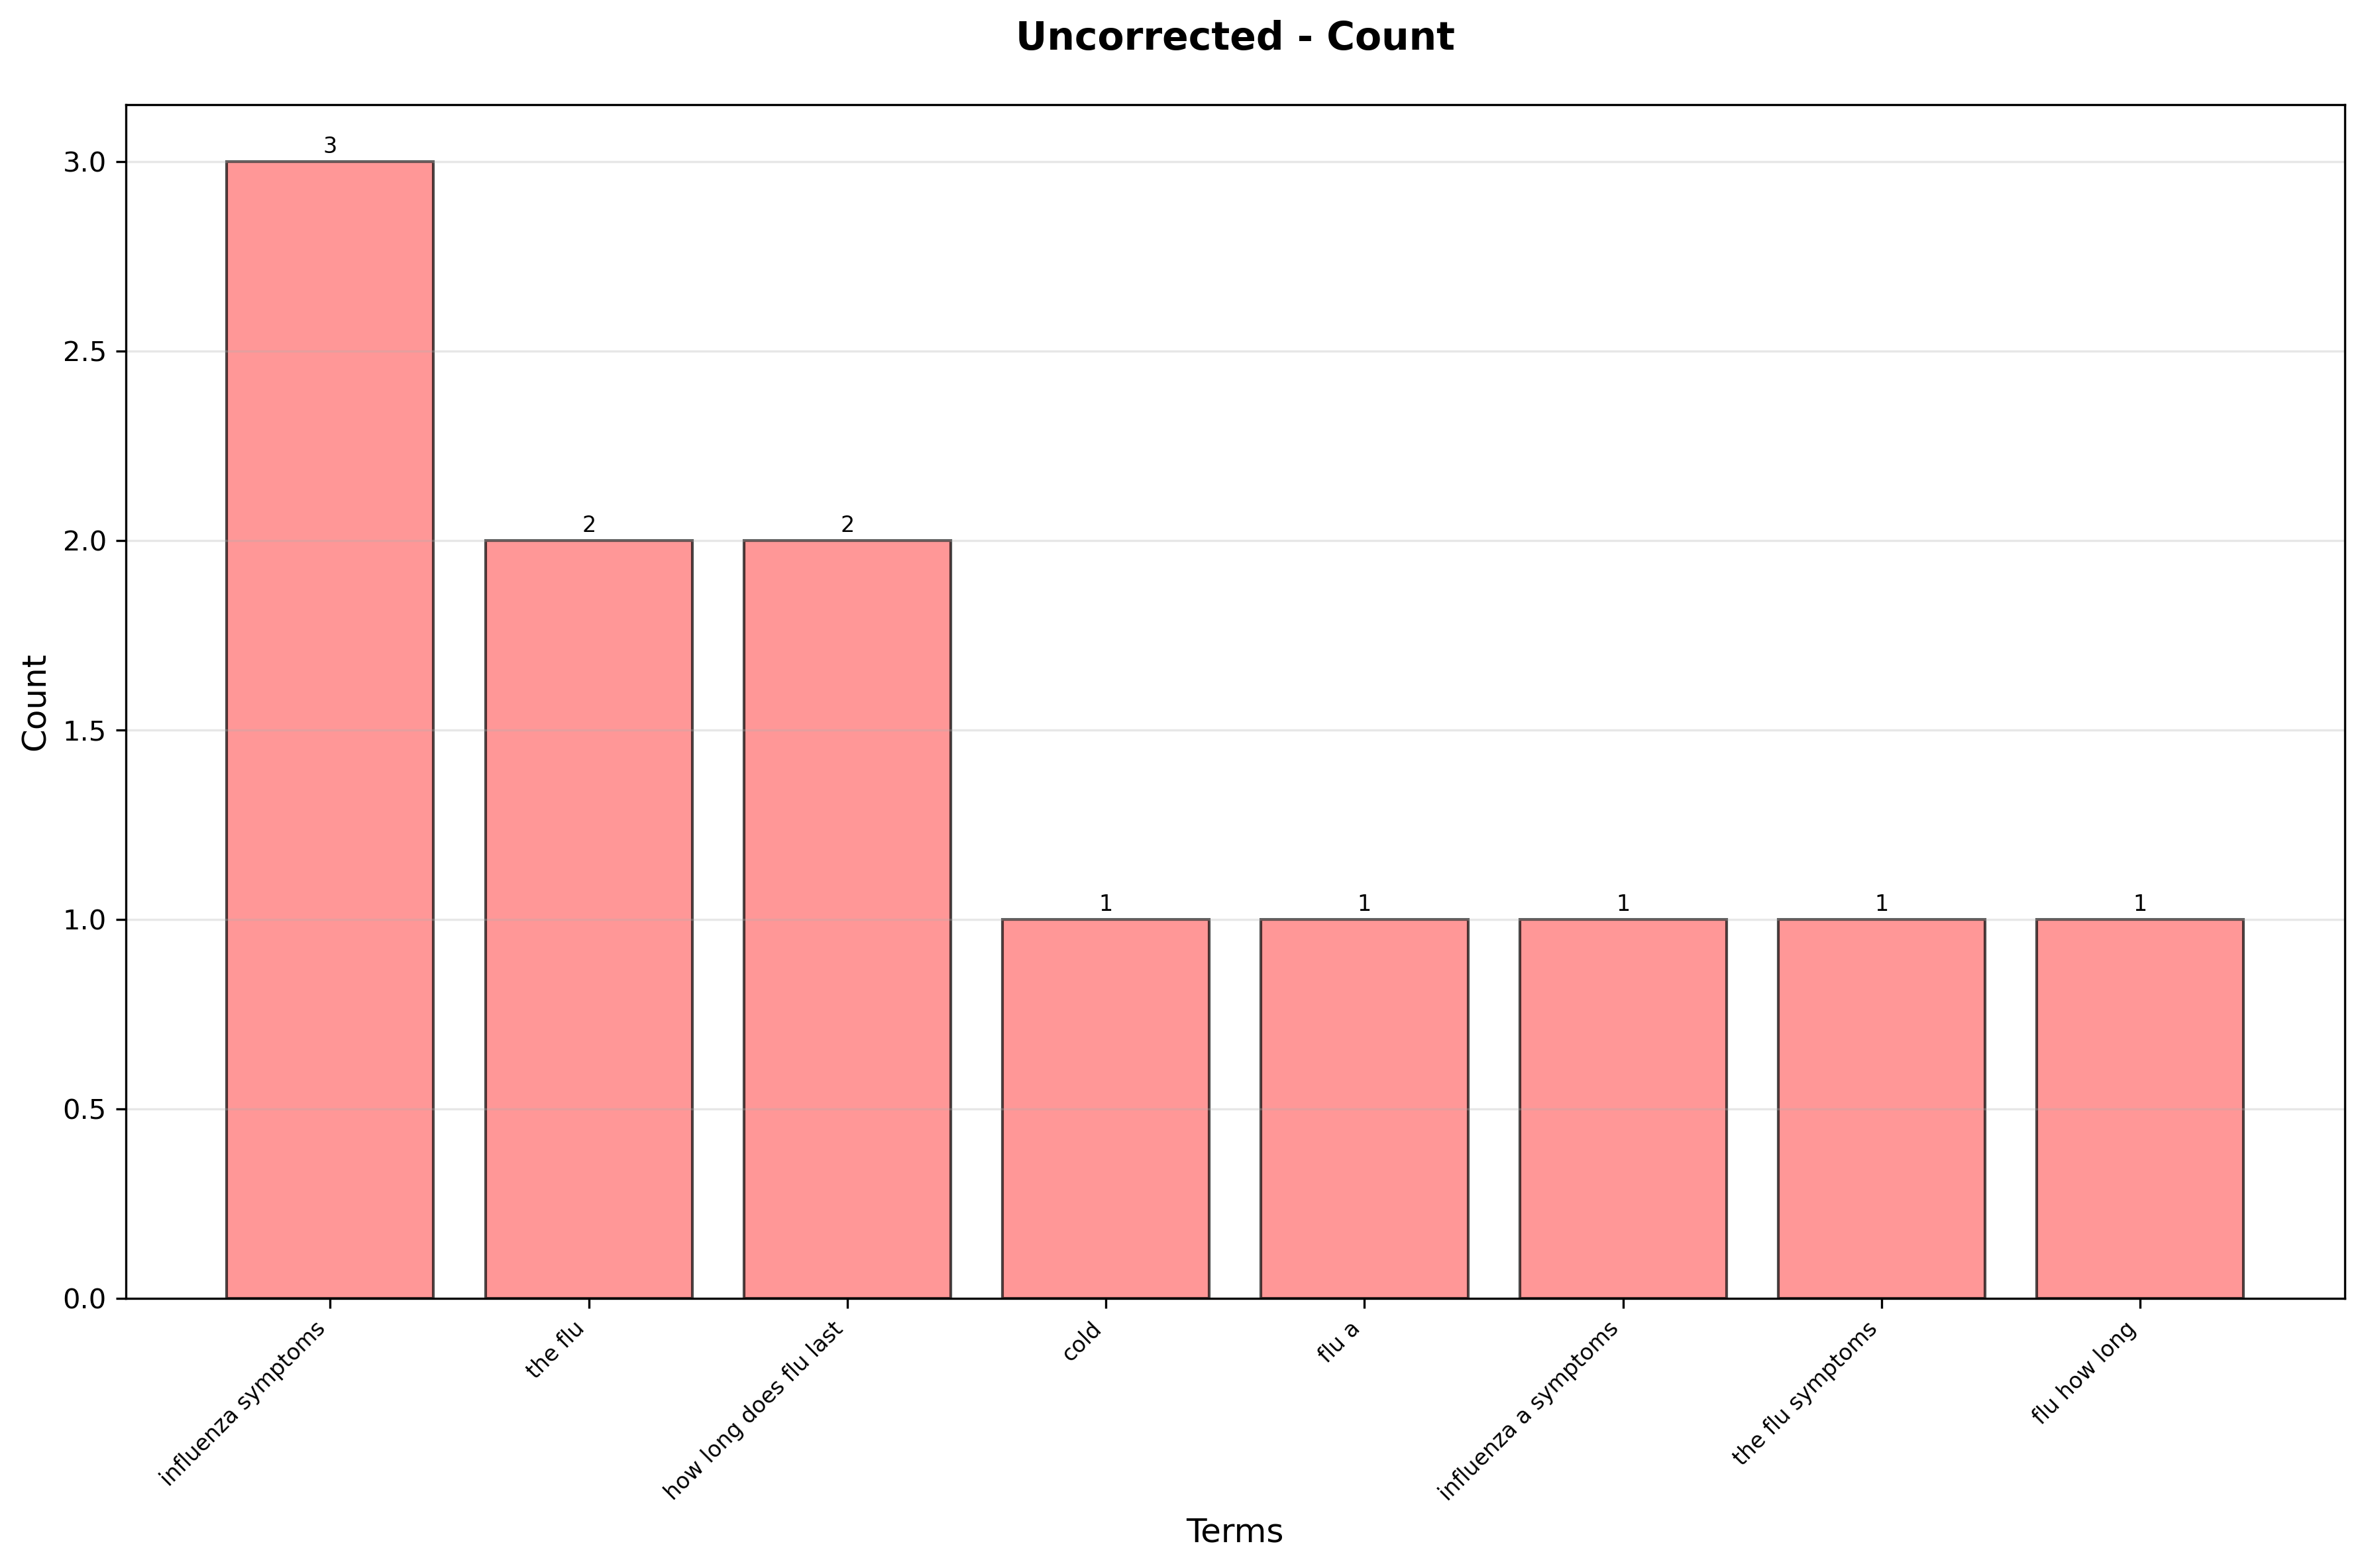 Uncorrected - Count
3
2
2
1
1
1
1
1
3.0
2.5
2.0
1.5
1.0
0.5
0.0
Count
influenza symptoms
the flu
how long does flu last
cold
flu a
influenza a symptoms
the flu symptoms
flu how long
Terms